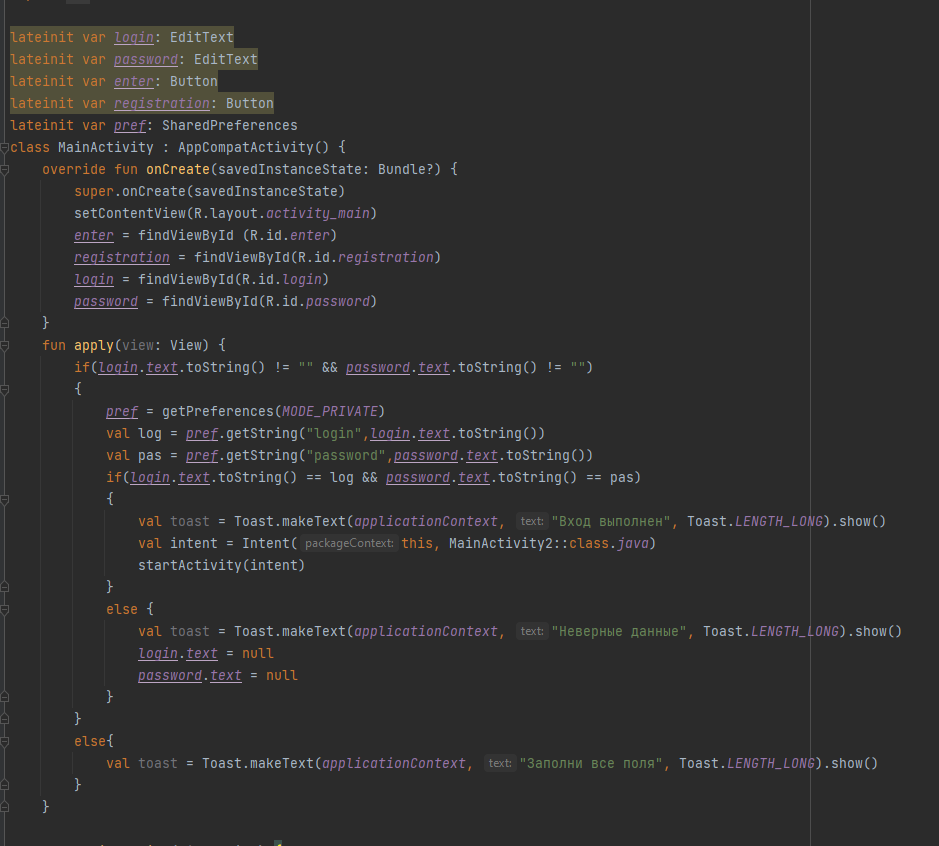 lateinit var login: EditText
lateinit var password: EditText
lateinit var enter: Button
lateinit var registration: Button
lateinit var pref: SharedPreferences
class MainActivity : AppCompatActivity() {
    override fun onCreate(savedInstanceState: Bundle?) {
        super.onCreate(savedInstanceState)
        setContentView(R.layout.activity_main)
        enter = findViewById (R.id.enter)
        registration = findViewById(R.id.registration)
        login = findViewById(R.id.login)
        password = findViewById(R.id.password)
    }
    fun apply(view: View) {
        if(login.text.toString() != "" && password.text.toString() != "")
        {
            pref = getPreferences(MODE_PRIVATE)
            val log = pref.getString("login",login.text.toString())
            val pas = pref.getString("password",password.text.toString())
            if(login.text.toString() == log && password.text.toString() == pas)
            {
                val toast = Toast.makeText(applicationContext, text: "Вход выполнен", Toast.LENGTH_LONG).show()
                val intent = Intent( packageContext: this, MainActivity2::class.java)
                startActivity(intent)
            }
            else {
                val toast = Toast.makeText(applicationContext, text: "Неверные данные", Toast.LENGTH_LONG).show()
                login.text = null
                password.text = null
            }
        }
        else{
            val toast = Toast.makeText(applicationContext, text: "Заполни все поля", Toast.LENGTH_LONG).show()
        }
    }